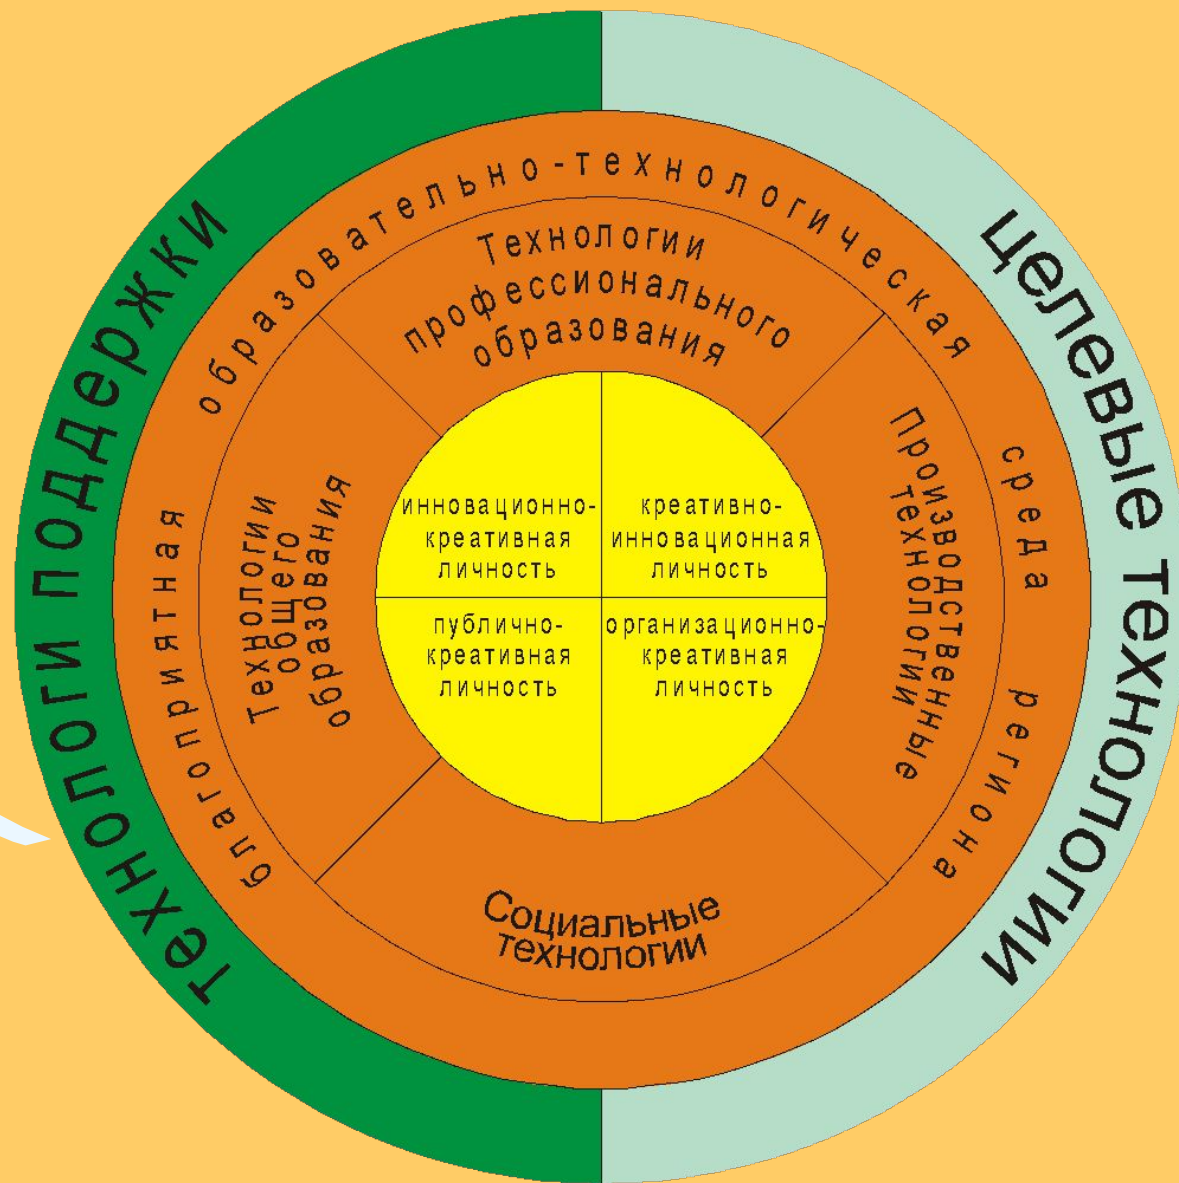 технологи поддержки
целевые технологии
благоприятная образовательно-технологическая среда региона
Технологии
профессионального
образования
Технологии
общего
образования
Производственные
технологии
Социальные
технологии
инновационно-
креативная
личность
креативно-
инновационная
личность
публично-
креативная
личность
организационно-
креативная
личность